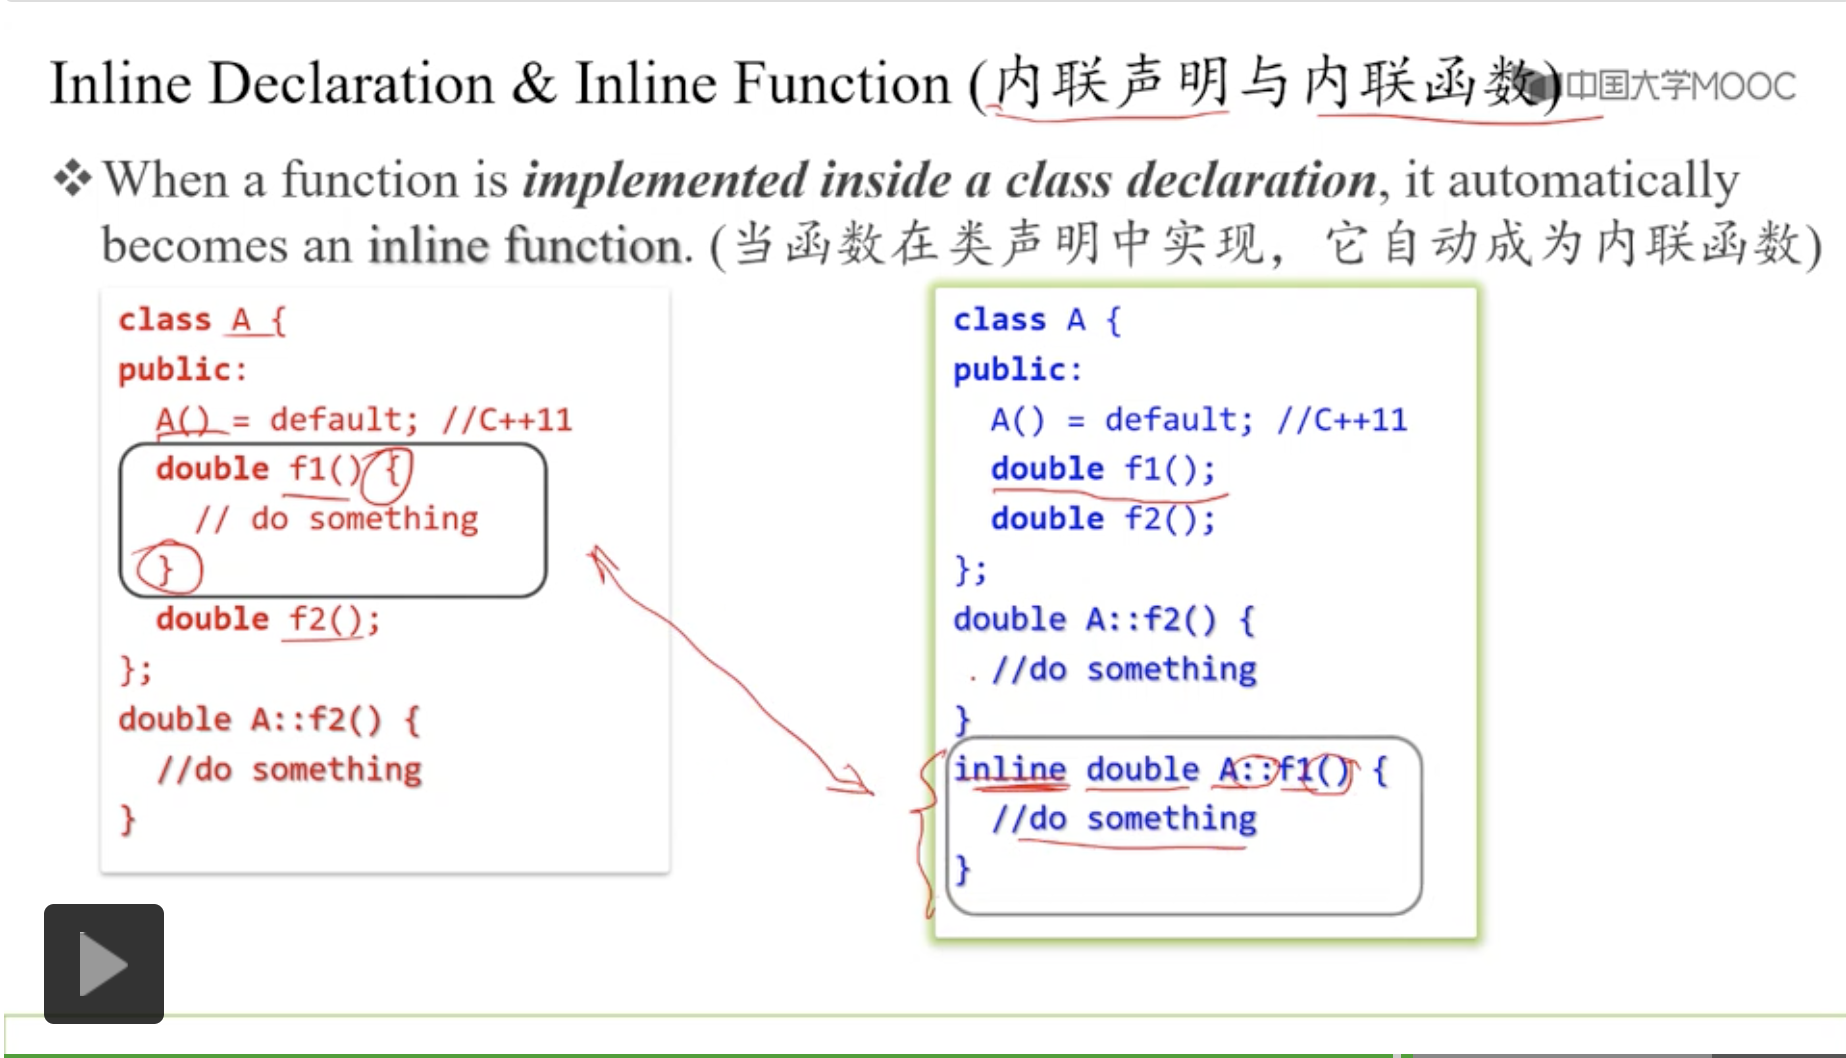 Inline Declaration & Inline Function (内联声明与内联函数)
中国大学MOOC
❖When a function is implemented inside a class declaration, it automatically
becomes an inline function. (当函数在类声明中实现，它自动成为内联函数)
class A {
public:
A() = default; //C++11
double f1() {
// do something
}
double f2();
};
double A::f2() {
//do something
}
class A {
public:
A() = default; //C++11
double f1();
double f2();
};
double A::f2() {
//do something
}
inline double A::f1() {
//do something
}